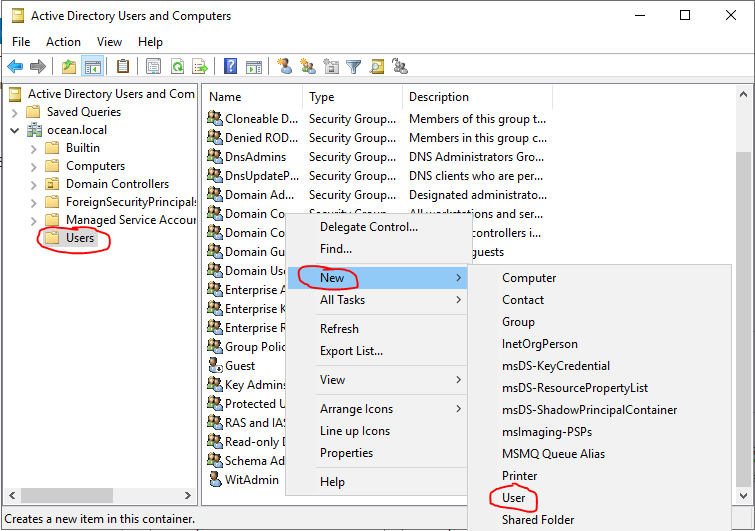 Active Directory Users and Computers
File Action View Help
Active Directory Users and Com
Saved Queries
ocean.local
Builtin
Computers
Domain Controllers
ForeignSecurityPrincipals
Managed Service Accour
Users
Name Type Description
Cloneable D... Security Group... Members of this group t...
Denied ROD... Security Group... Members in this group c...
DnsAdmins Security Group... DNS Administrators Gro...
DnsUpdateP... Security Group... DNS clients who are per...
Domain Ad... Security Group... Designated administrato...
Domain Co Security Group... All workstations and ser...
Domain Co controllers i...
Domain Gu guests
Domain Use
Enterprise A
Enterprise K
Enterprise R
Group Polic
Guest
Key Admins
Protected U
RAS and IAS
Read-only D
Schema Ad
WitAdmin
Delegate Control...
Find...
New
All Tasks
Refresh
Export List...
View
Arrange Icons
Line up Icons
Properties
Help
Computer
Contact
Group
InetOrgPerson
msDS-KeyCredential
msDS-ResourcePropertyList
msDS-ShadowPrincipalContainer
msImaging-PSPs
MSMQ Queue Alias
Printer
User
Shared Folder
Creates a new item in this container.